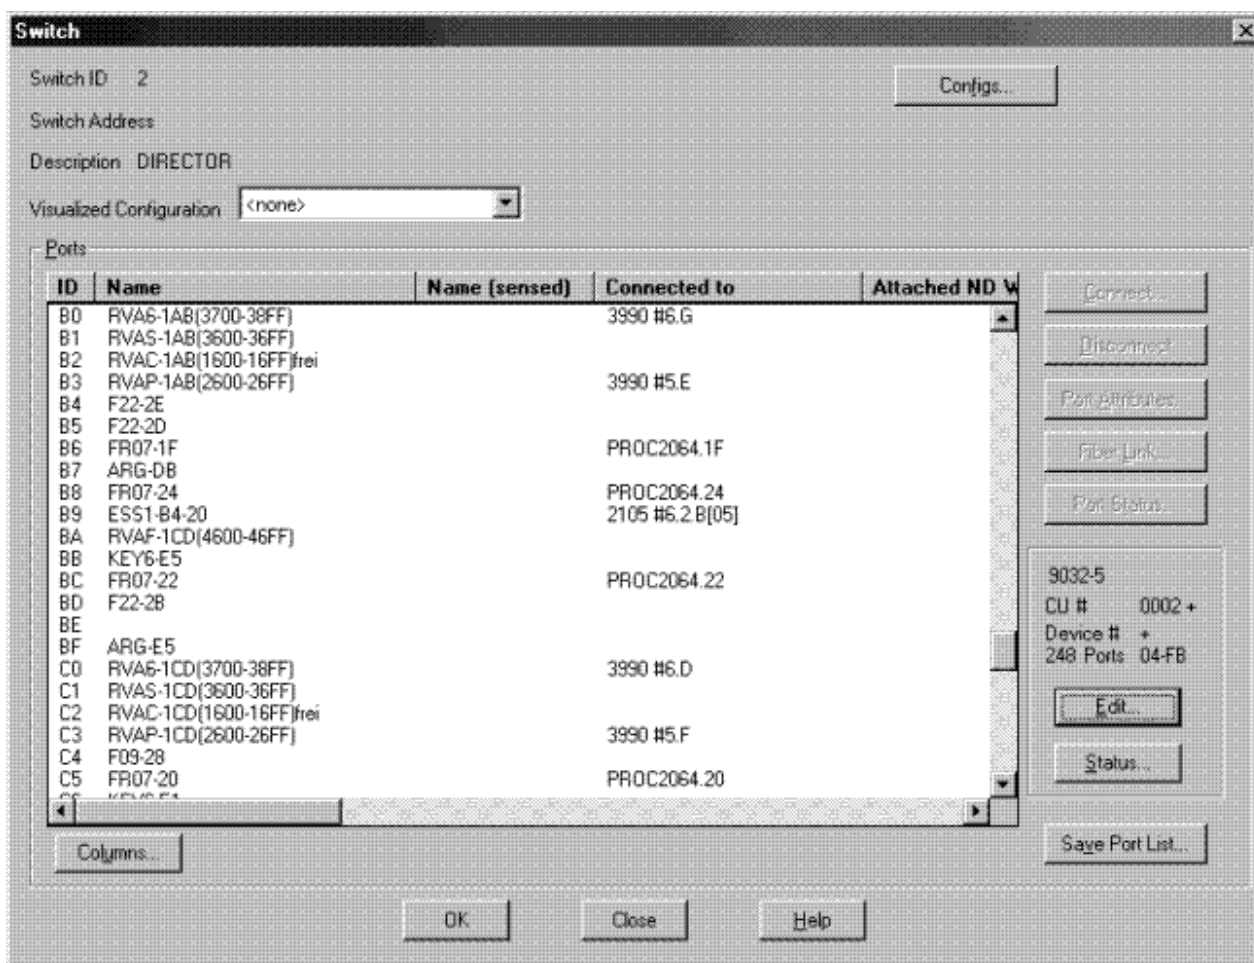 Switch
Switch ID 2
Configs...
Switch Address
Description DIRECTOR
Visualized Configuration <none>
Ports
ID Name Name (sensed) Connected to Attached ND
B0 RVA6-1AB(3700-38FF) 3990 #6.G
B1 RVAS-1AB(3600-36FF)
B2 RVAC-1AB(1600-16FF)frei
B3 RVAP-1AB(2600-26FF) 3990 #5.E
B4 F22-2E
B5 F22-2D
B6 FR07-1F PROC2064.1F
B7 ARG-DB
B8 FR07-24 PROC2064.24
B9 ESS1-B4-20 2105 #6.2.B[05]
BA RVAF-1CD(4600-46FF)
BB KEY6-E5
BC FR07-22 PROC2064.22
BD F22-2B
BE
BF ARG-E5
C0 RVA6-1CD(3700-38FF) 3990 #6.D
C1 RVAS-1CD(3600-36FF)
C2 RVAC-1CD(1600-16FF)frei
C3 RVAP-1CD(2600-26FF) 3990 #5.F
C4 F09-28
C5 FR07-20 PROC2064.20
Connect...
Disconnect
Port Attributes...
Fiber Link...
Port Status...
9032-5
CU # 0002 +
Device # +
248 Ports 04-FB
Edit...
Status...
Save Port List...
Columns...
OK Close Help